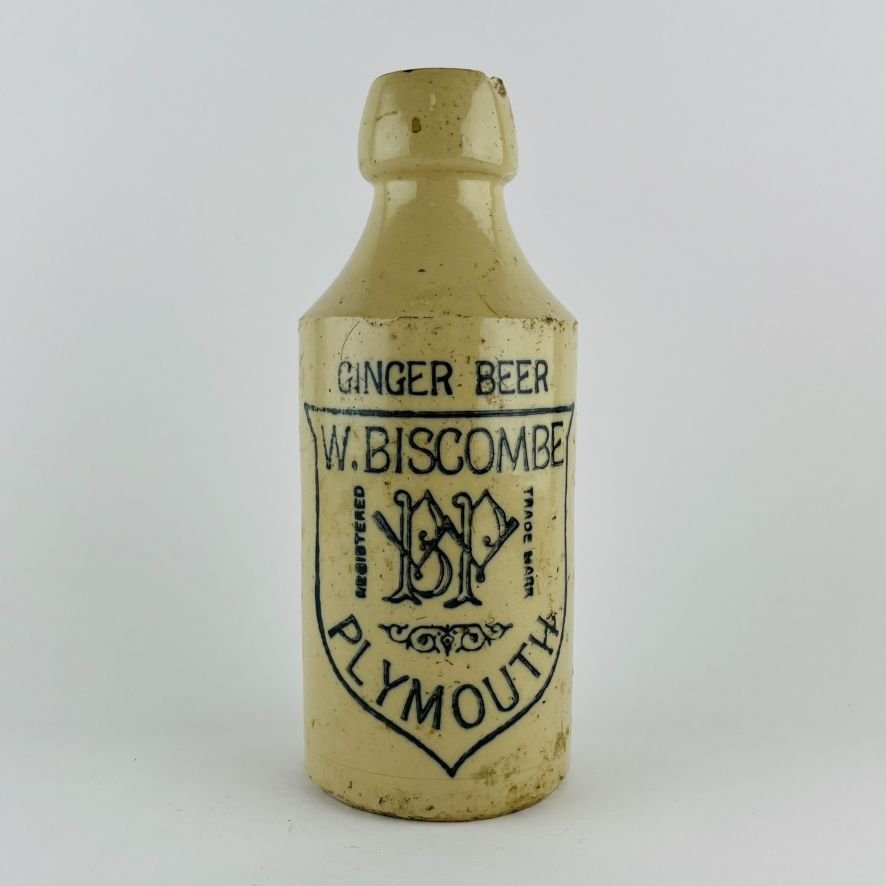 GINGER BEER
W. BISCOMBE
REGISTERED
WBP
TRADE MARK
PLYMOUTH